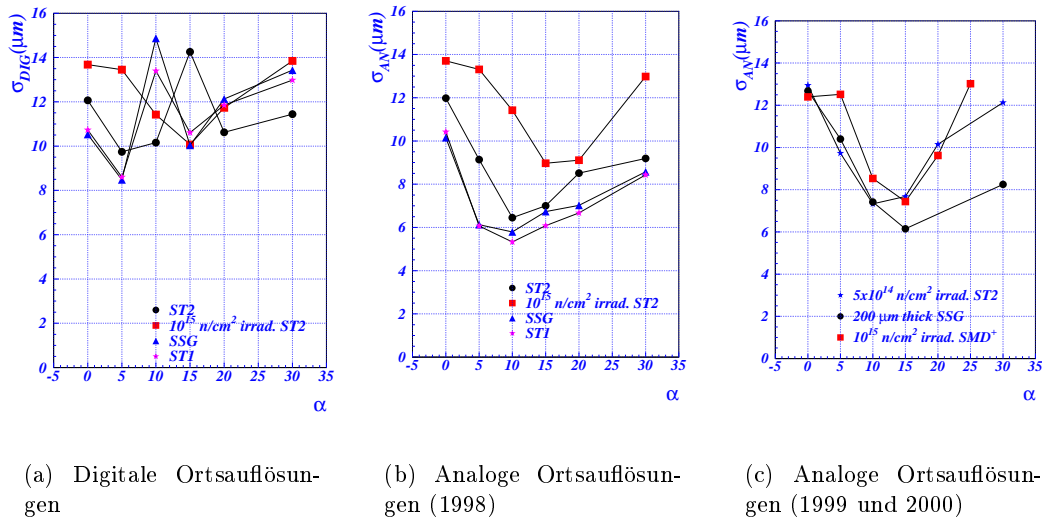 σDIG(μm)
16
14
12
10
8
6
4
2
0
-5 0 5 10 15 20 25 30 35
α
ST2
10^15 n/cm² irrad. ST2
SSG
ST1
σAN(μm)
16
14
12
10
8
6
4
2
0
-5 0 5 10 15 20 25 30 35
α
ST2
10^15 n/cm² irrad. ST2
SSG
ST1
σAN(μm)
16
14
12
10
8
6
4
2
0
-5 0 5 10 15 20 25 30 35
α
5x10^14 n/cm² irrad. ST2
200 μm thick SSG
10^15 n/cm² irrad. SMD⁺
(a) Digitale Ortsauflösun-
gen
(b) Analoge Ortsauflösun-
gen (1998)
(c) Analoge Ortsauflösun-
gen (1999 und 2000)